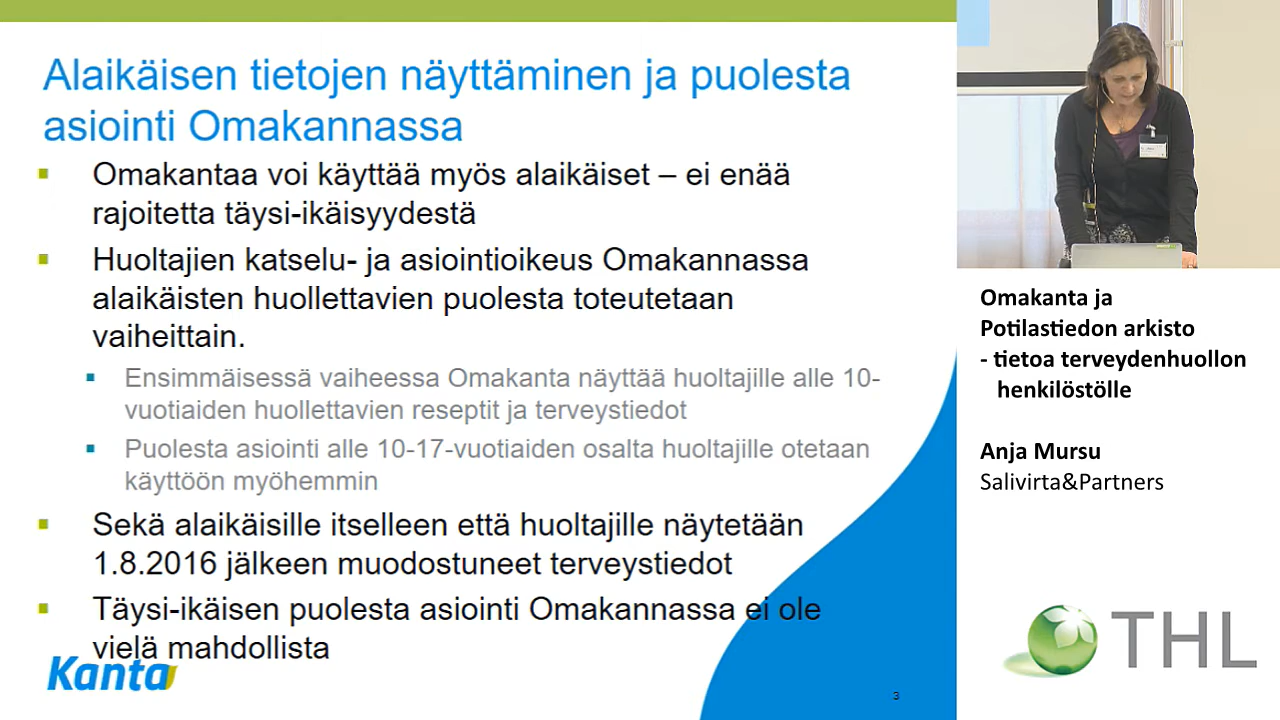 Alaikäisen tietojen näyttäminen ja puolesta
asiointi Omakannassa
Omakantaa voi käyttää myös alaikäiset – ei enää
rajoitetta täysi-ikäisyydestä
Huoltajien katselu- ja asiointioikeus Omakannassa
alaikäisten huollettavien puolesta toteutetaan
vaiheittain.
Ensimmäisessä vaiheessa Omakanta näyttää huoltajille alle 10-
vuotiaiden huollettavien reseptit ja terveystiedot
Puolesta asiointi alle 10-17-vuotiaiden osalta huoltajille otetaan
käyttöön myöhemmin
Sekä alaikäisille itselleen että huoltajille näytetään
1.8.2016 jälkeen muodostuneet terveystiedot
Täysi-ikäisen puolesta asiointi Omakannassa ei ole
vielä mahdollista
Kanta
3
Omakanta ja
Potilastiedon arkisto
- tietoa terveydenhuollon
henkilöstölle
Anja Mursu
Salivirta&Partners
THL